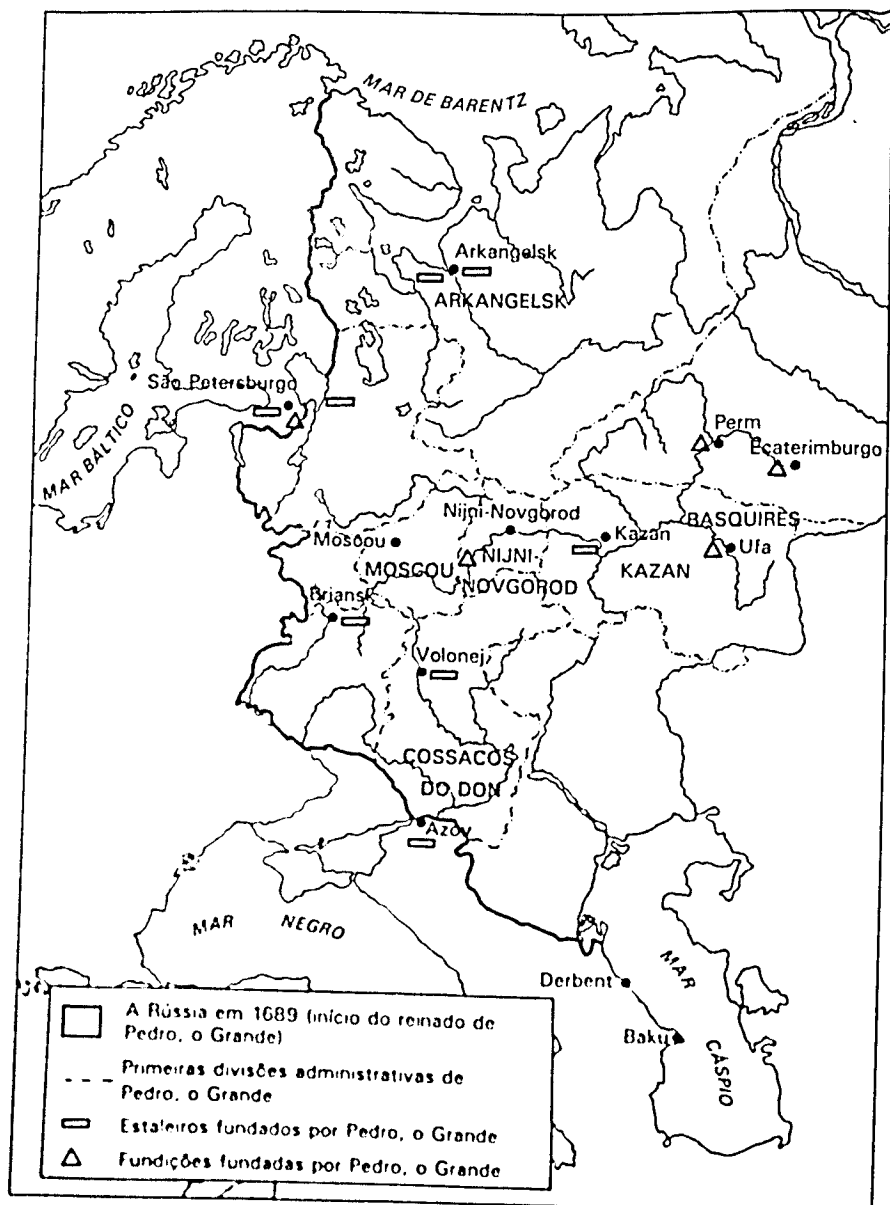 MAR DE BARENTZ
Arkangelsk
ARKANGELSK
São Petersburgo
MAR BÁLTICO
Perm
Ecaterimburgo
Nijni-Novgorod
BASQUIRES
Moscou
Kazan
Ufa
MOSCOU
NIJNI-
NOVGOROD
KAZAN
Briansk
Volonej
COSSACOS
DO DON
Azov
MAR NEGRO
MAR
CÁSPIO
Derbent
Baku
A Rússia em 1689 (início do reinado de
Pedro, o Grande)
Primeiras divisões administrativas de
Pedro, o Grande
Estaleiros fundados por Pedro, o Grande
Fundições fundadas por Pedro, o Grande